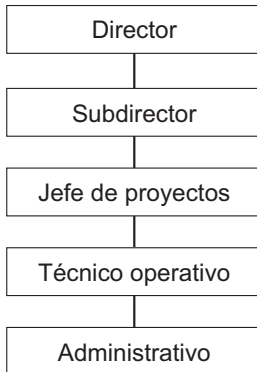 Director
Subdirector
Jefe de proyectos
Técnico operativo
Administrativo